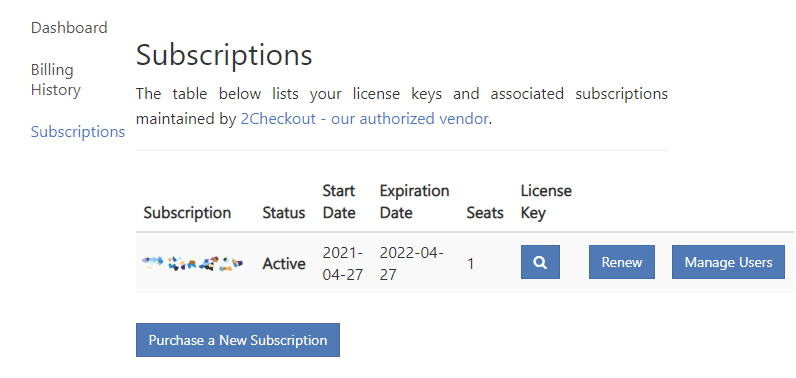 Dashboard
Billing
History
Subscriptions
Subscriptions
The table below lists your license keys and associated subscriptions
maintained by 2Checkout - our authorized vendor.
Subscription Status Start Date Expiration Date Seats License Key
Active 2021-04-27 2022-04-27 1 Renew Manage Users
Purchase a New Subscription